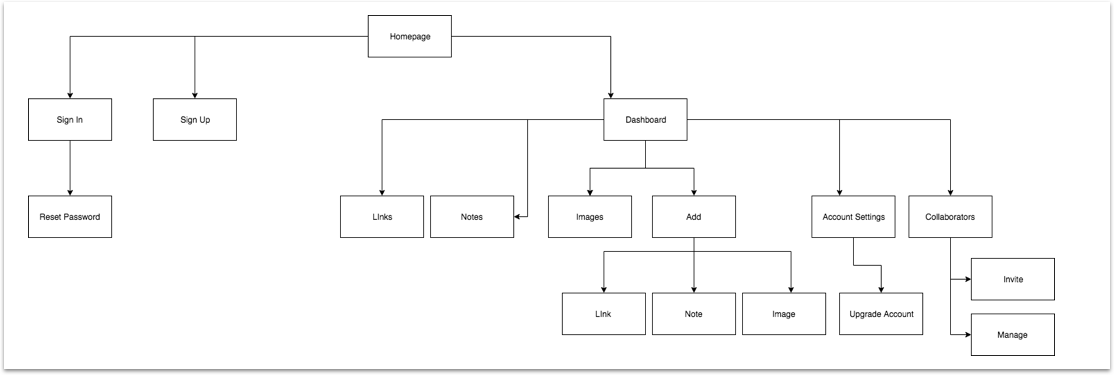 Homepage
Sign In
Sign Up
Dashboard
Reset Password
LInks
Notes
Images
Add
Account Settings
Collaborators
Invite
LInk
Note
Image
Upgrade Account
Manage